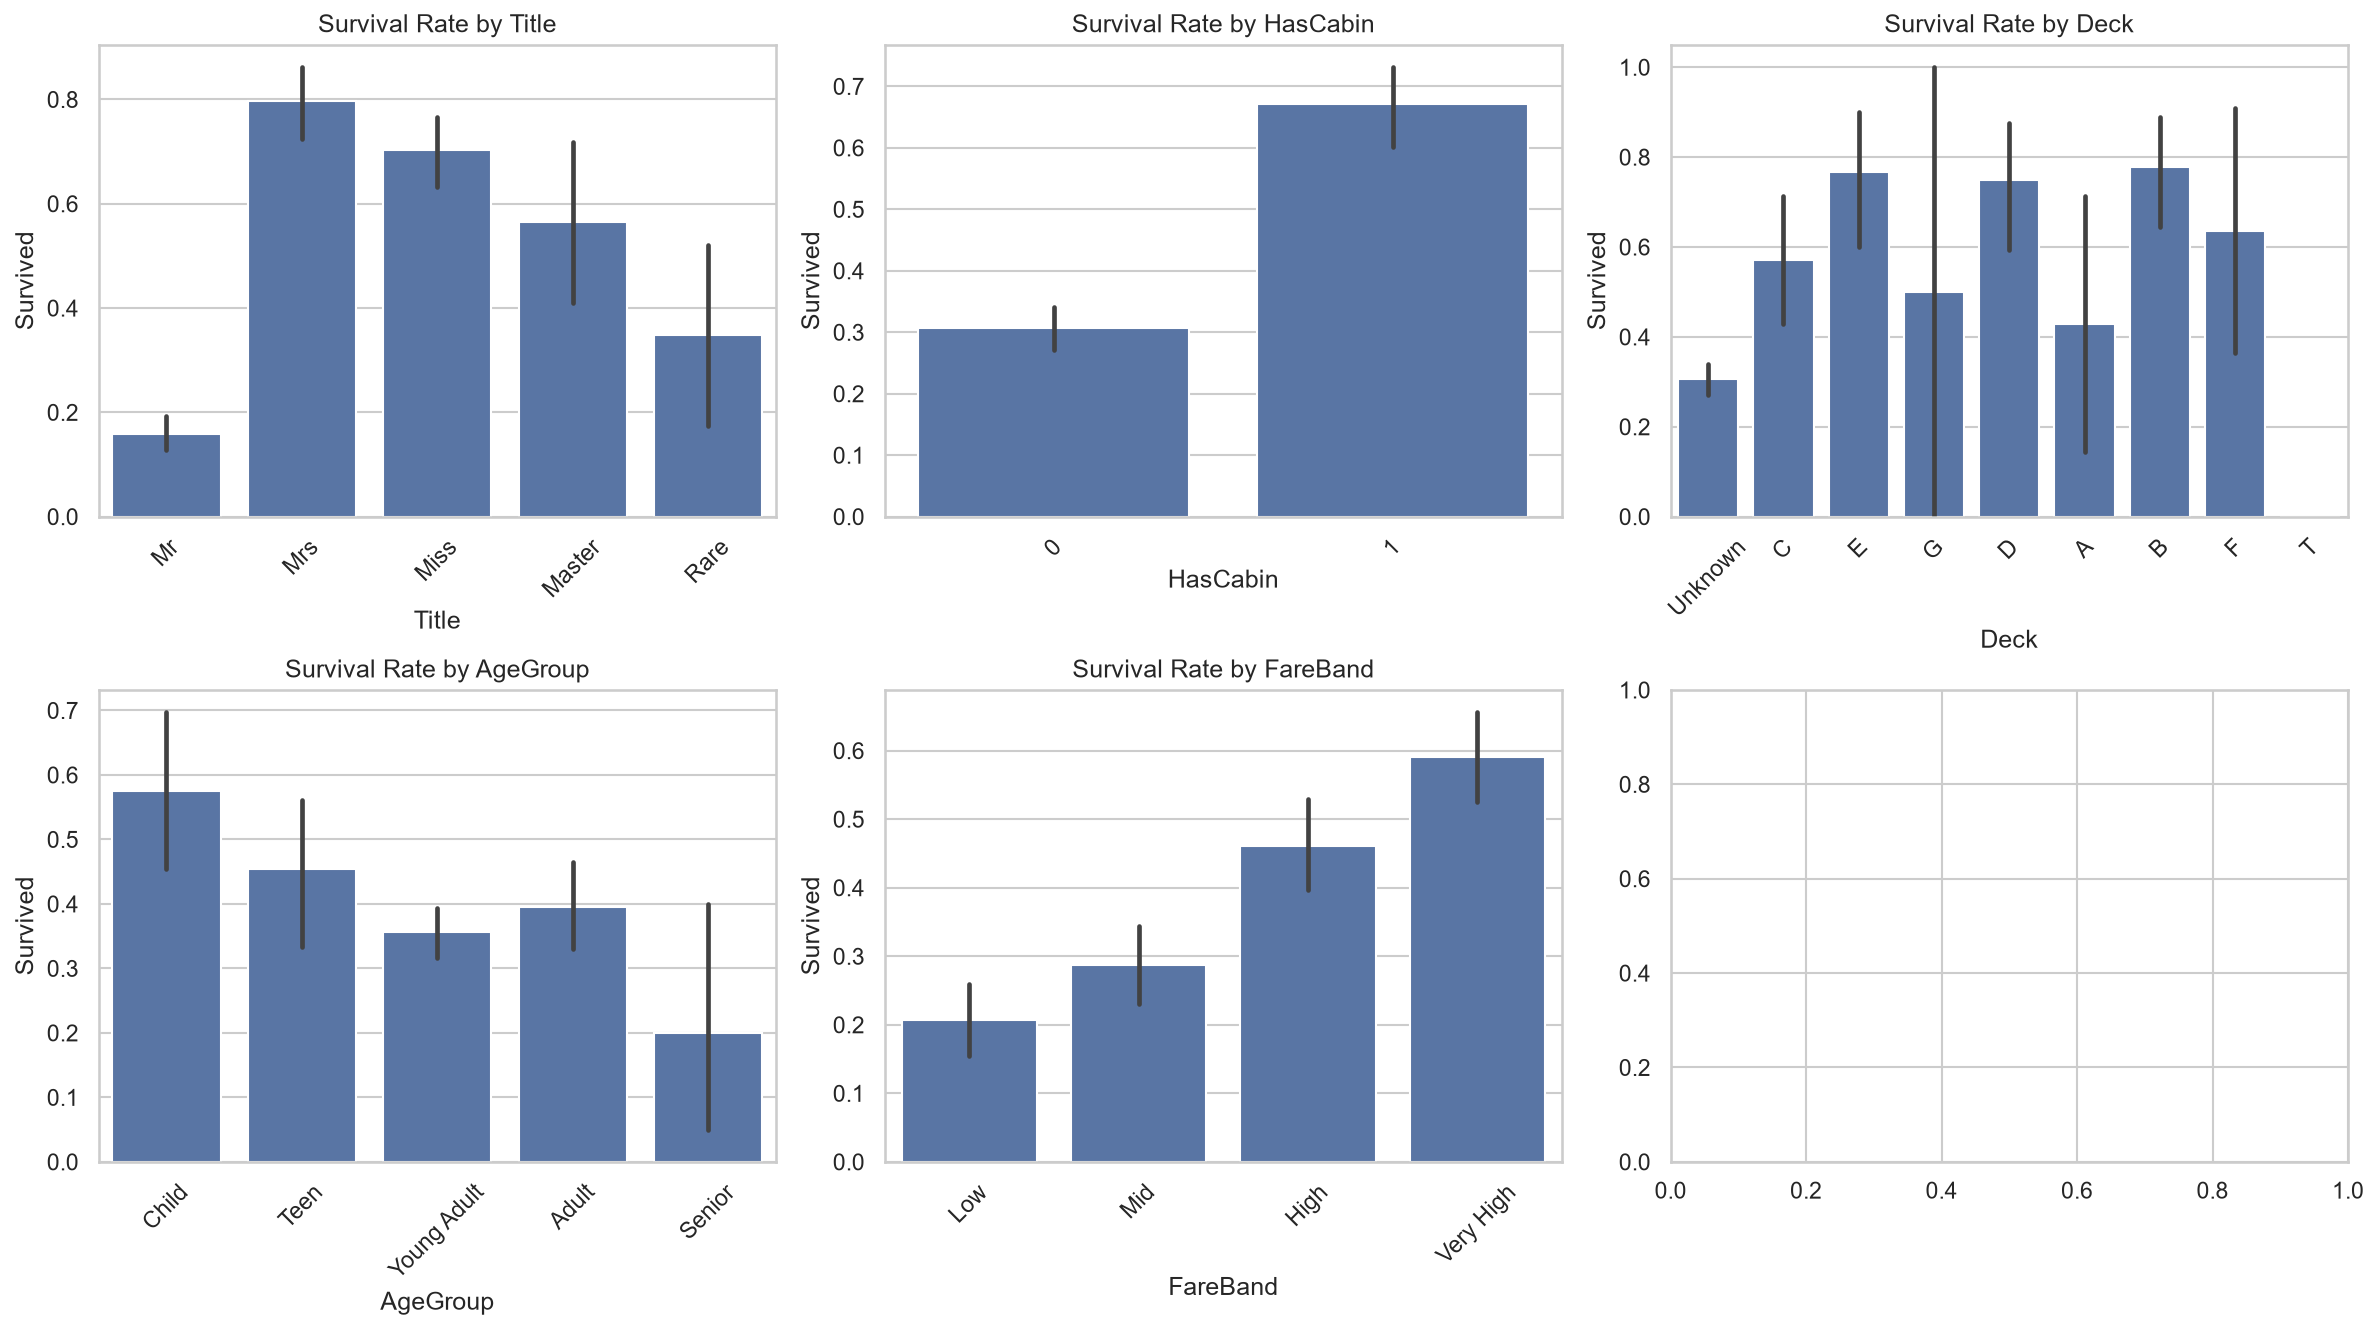 Survival Rate by Title
Survived
0.8
0.6
0.4
0.2
0.0
Mr
Mrs
Miss
Master
Rare
Title
Survival Rate by HasCabin
Survived
0.7
0.6
0.5
0.4
0.3
0.2
0.1
0.0
0
1
HasCabin
Survival Rate by Deck
Survived
1.0
0.8
0.6
0.4
0.2
0.0
Unknown
C
E
G
D
A
B
F
T
Deck
Survival Rate by AgeGroup
Survived
0.7
0.6
0.5
0.4
0.3
0.2
0.1
0.0
Child
Teen
Young Adult
Adult
Senior
AgeGroup
Survival Rate by FareBand
Survived
0.6
0.5
0.4
0.3
0.2
0.1
0.0
Low
Mid
High
Very High
FareBand
1.0
0.8
0.6
0.4
0.2
0.0
0.0
0.2
0.4
0.6
0.8
1.0